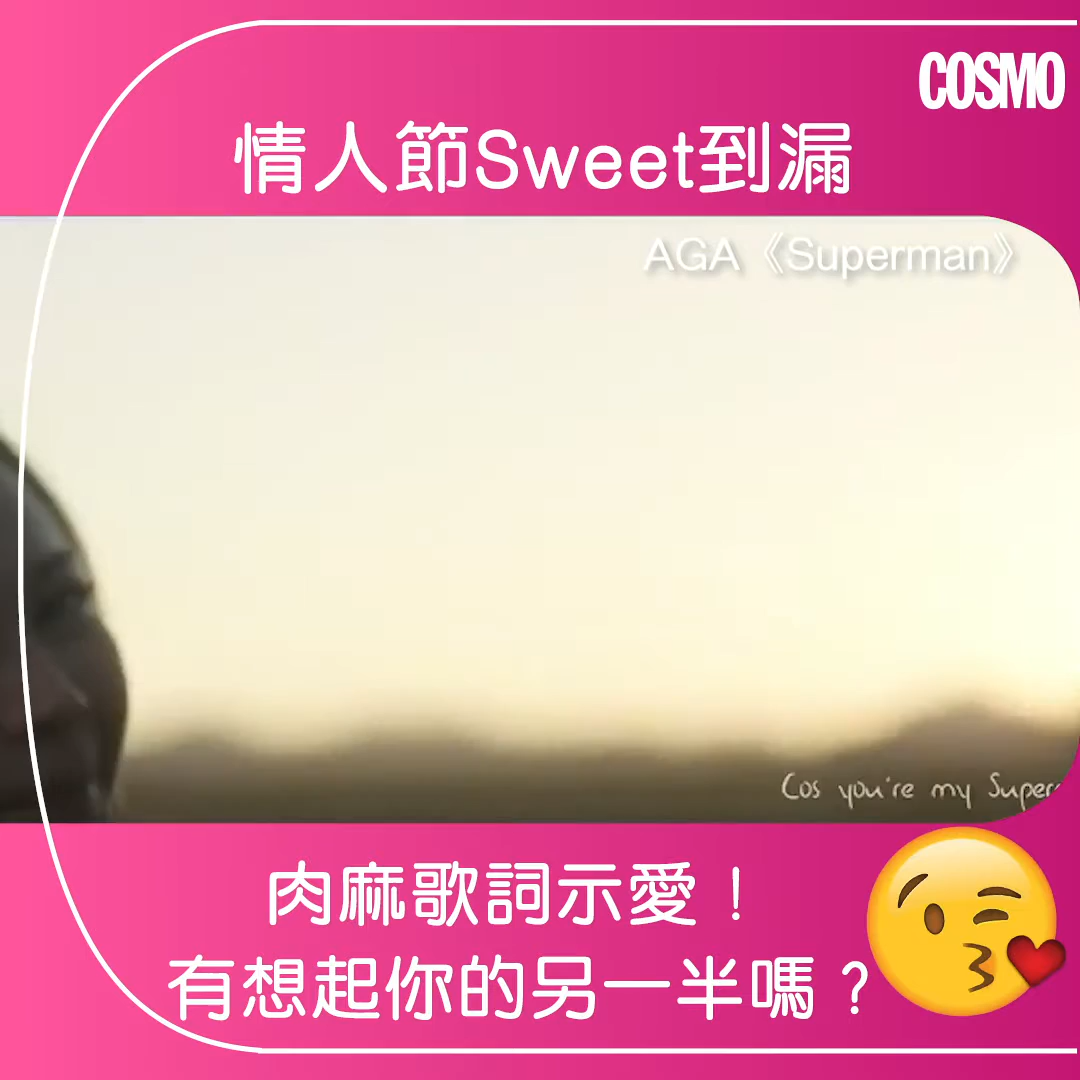 COSMO
情人節Sweet到漏
AGA《Superman》
Cos you're my Super
肉麻歌詞示愛！
有想起你的另一半嗎？